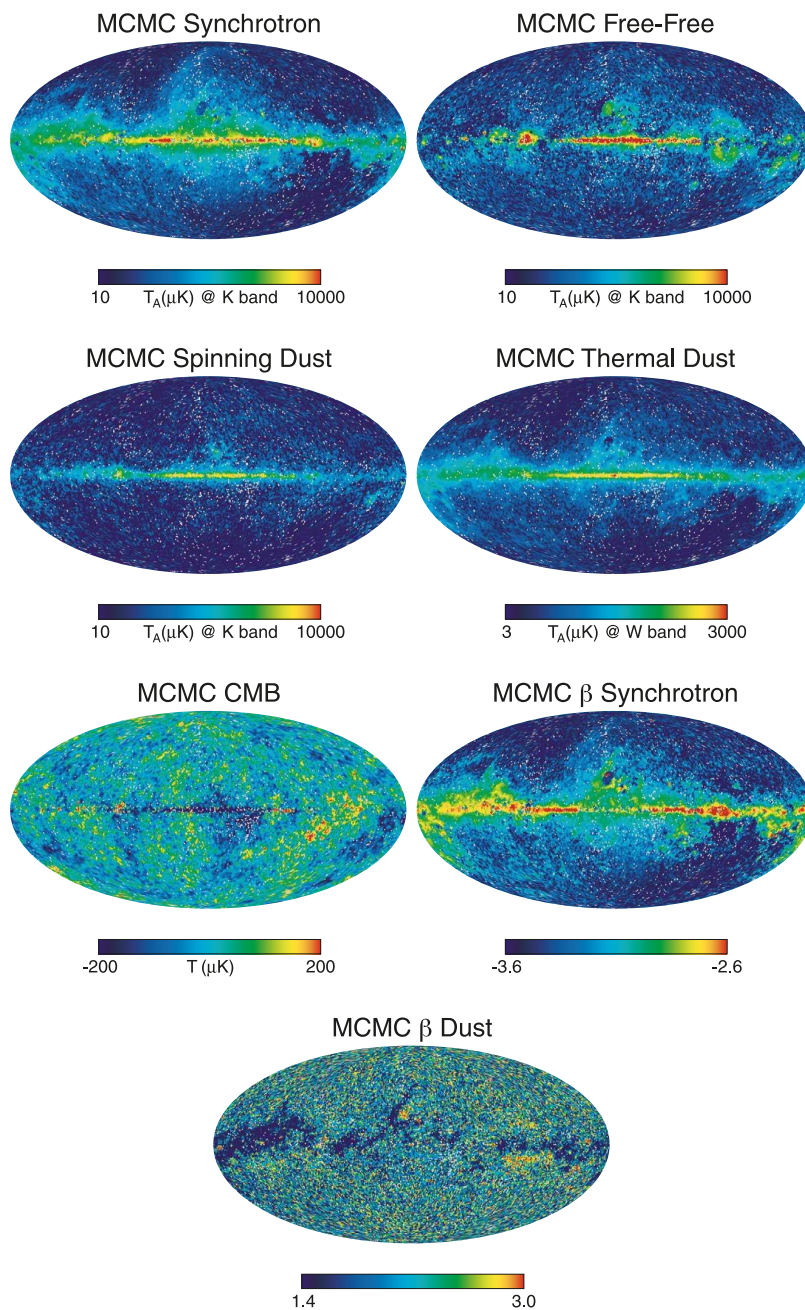 MCMC Synchrotron
MCMC Free-Free
10 T_A(μK) @ K band 10000
10 T_A(μK) @ K band 10000
MCMC Spinning Dust
MCMC Thermal Dust
10 T_A(μK) @ K band 10000
3 T_A(μK) @ W band 3000
MCMC CMB
MCMC β Synchrotron
-200 T (μK) 200
-3.6 -2.6
MCMC β Dust
1.4 3.0